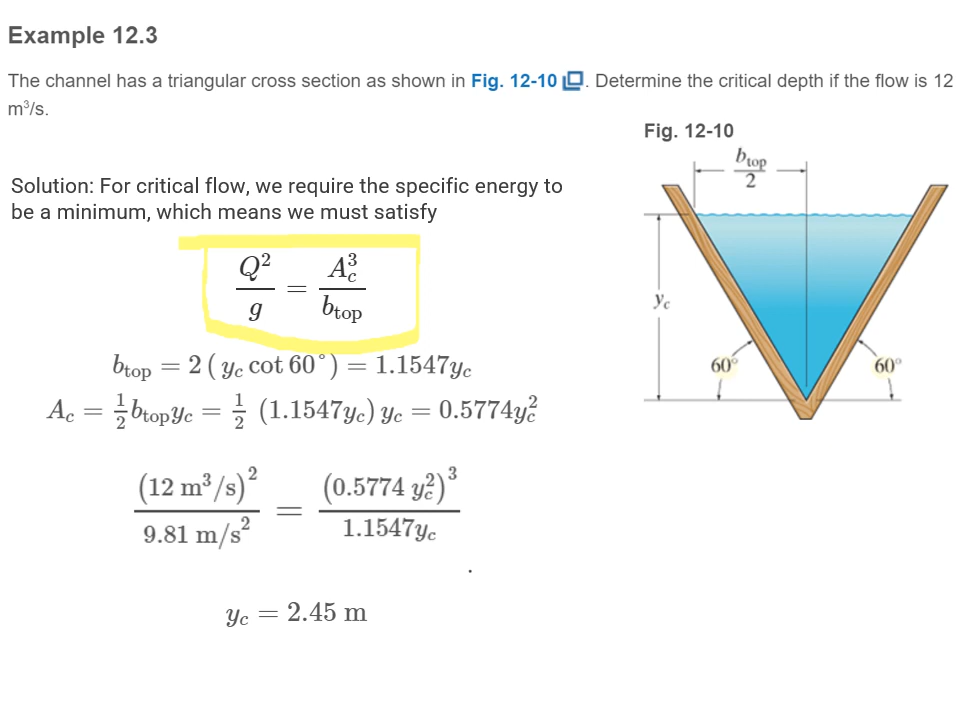 Example 12.3
The channel has a triangular cross section as shown in Fig. 12-10. Determine the critical depth if the flow is 12
m³/s.
Fig. 12-10
b_top / 2
Solution: For critical flow, we require the specific energy to
be a minimum, which means we must satisfy
Q² / g = A_c³ / b_top
y_c
60°
60°
b_top = 2 ( y_c cot 60° ) = 1.1547y_c
A_c = ½ b_top y_c = ½ (1.1547y_c) y_c = 0.5774y_c²
(12 m³/s)² / 9.81 m/s² = (0.5774 y_c²)³ / 1.1547y_c
.
y_c = 2.45 m